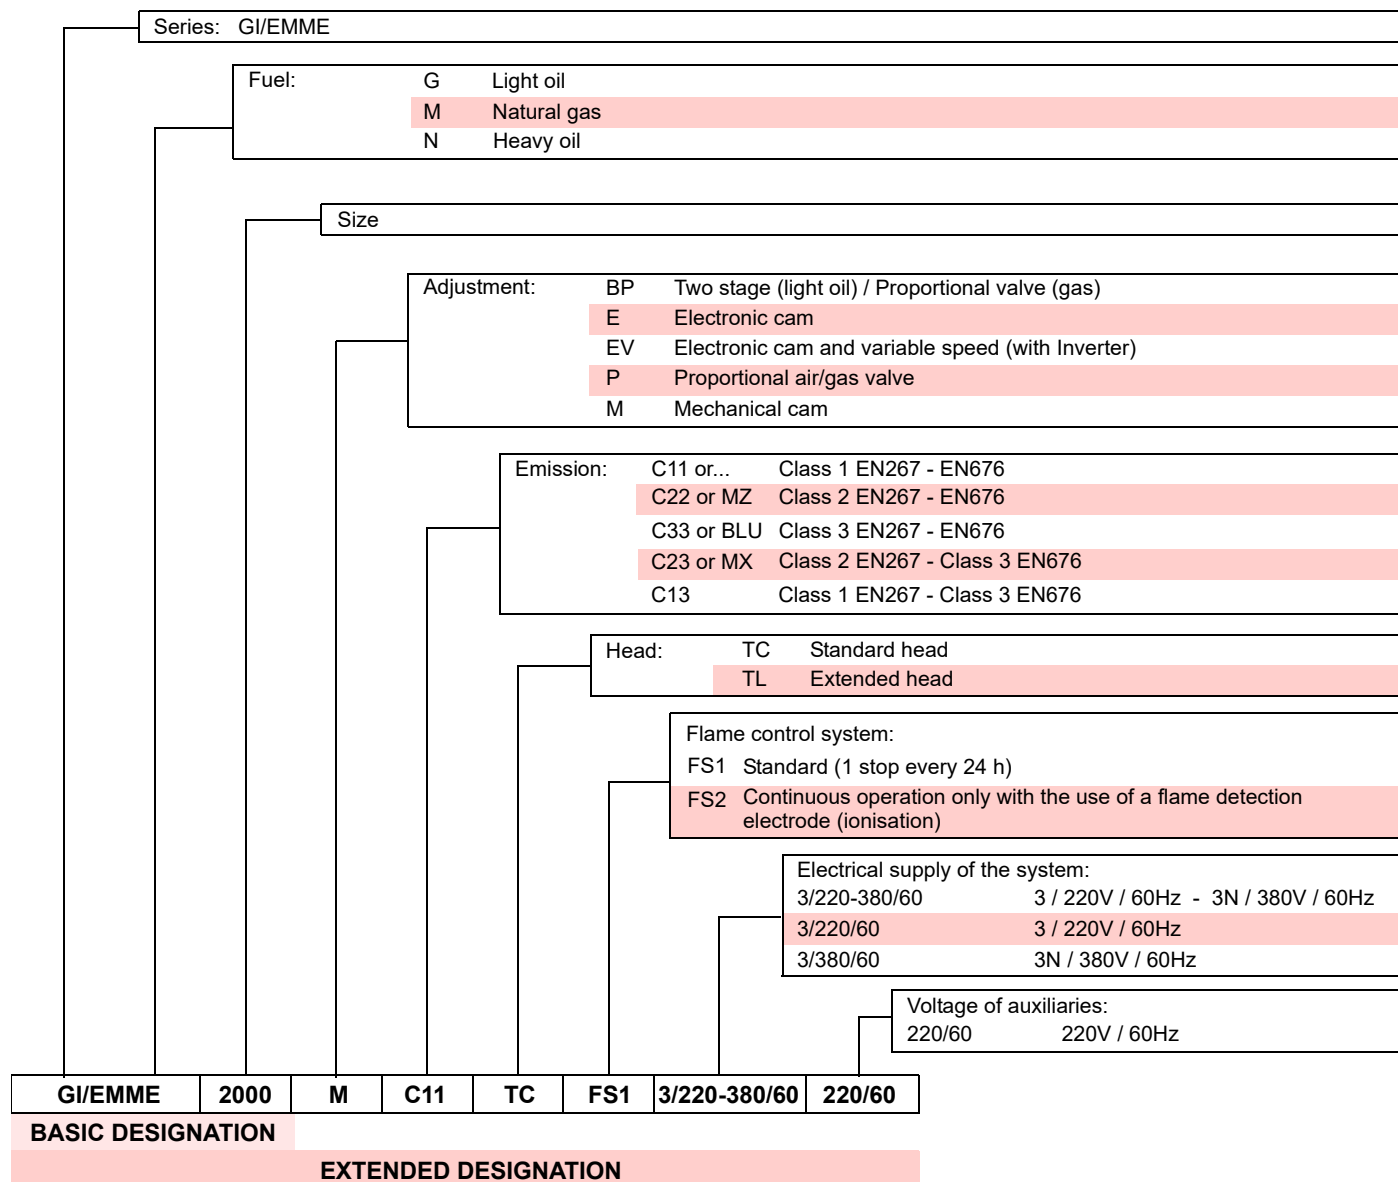 Series: GI/EMME
Fuel: G Light oil
M Natural gas
N Heavy oil
Size
Adjustment: BP Two stage (light oil) / Proportional valve (gas)
E Electronic cam
EV Electronic cam and variable speed (with Inverter)
P Proportional air/gas valve
M Mechanical cam
Emission: C11 or... Class 1 EN267 - EN676
C22 or MZ Class 2 EN267 - EN676
C33 or BLU Class 3 EN267 - EN676
C23 or MX Class 2 EN267 - Class 3 EN676
C13 Class 1 EN267 - Class 3 EN676
Head: TC Standard head
TL Extended head
Flame control system:
FS1 Standard (1 stop every 24 h)
FS2 Continuous operation only with the use of a flame detection
electrode (ionisation)
Electrical supply of the system:
3/220-380/60 3 / 220V / 60Hz - 3N / 380V / 60Hz
3/220/60 3 / 220V / 60Hz
3/380/60 3N / 380V / 60Hz
Voltage of auxiliaries:
220/60 220V / 60Hz
GI/EMME 2000 M C11 TC FS1 3/220-380/60 220/60
BASIC DESIGNATION
EXTENDED DESIGNATION